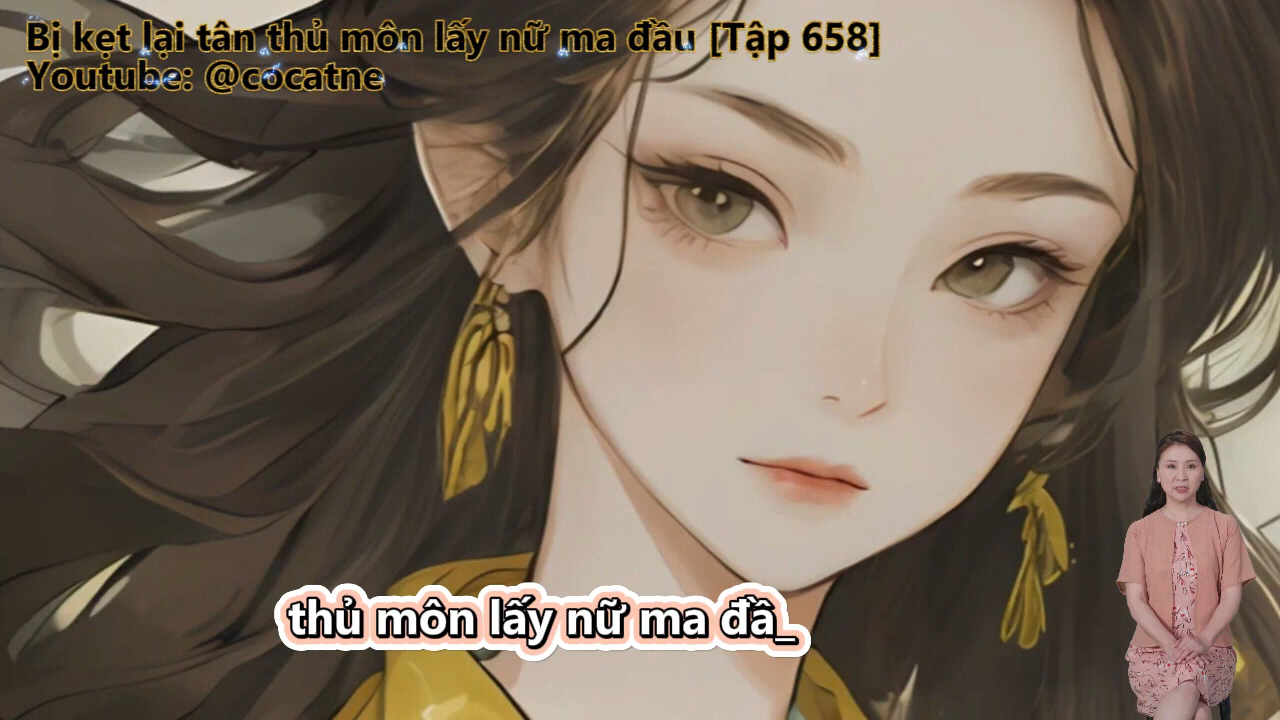 Bị kẹt lại tân thủ môn lấy nữ ma đầu [Tập 658]
Youtube: @cocatne
thủ môn lấy nữ ma đầ_